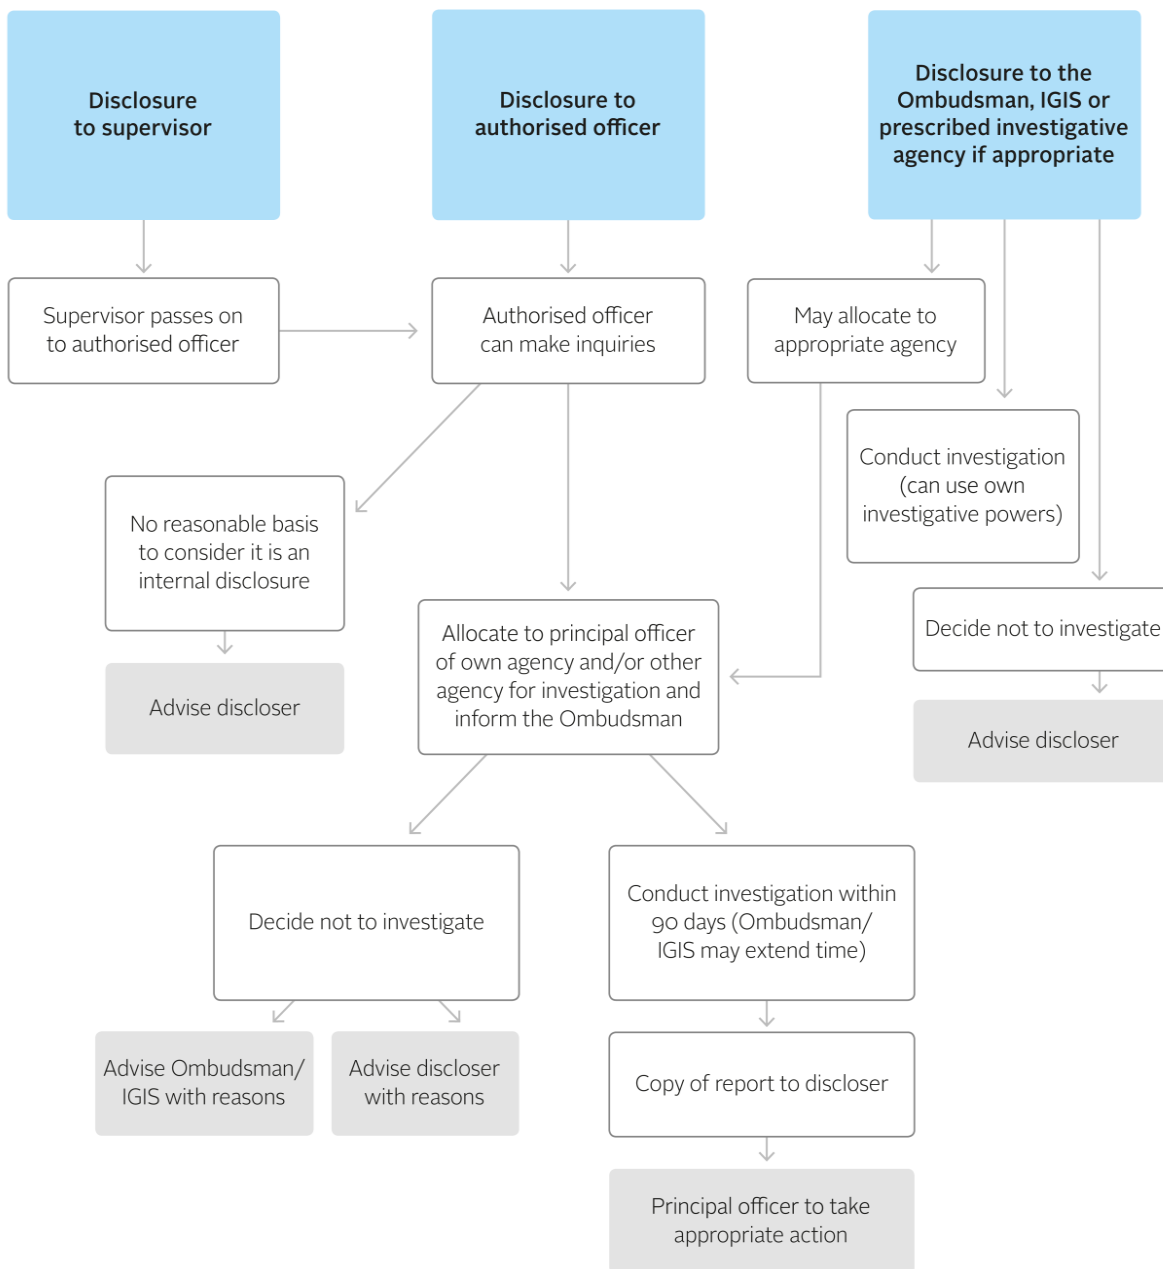 Disclosure
to supervisor
Disclosure to
authorised officer
Disclosure to the
Ombudsman, IGIS or
prescribed investigative
agency if appropriate
Supervisor passes on
to authorised officer
Authorised officer
can make inquiries
May allocate to
appropriate agency
Conduct investigation
(can use own
investigative powers)
No reasonable basis
to consider it is an
internal disclosure
Allocate to principal officer
of own agency and/or other
agency for investigation and
inform the Ombudsman
Decide not to investigate
Advise discloser
Advise discloser
Decide not to investigate
Conduct investigation within
90 days (Ombudsman/
IGIS may extend time)
Advise Ombudsman/
IGIS with reasons
Advise discloser
with reasons
Copy of report to discloser
Principal officer to take
appropriate action